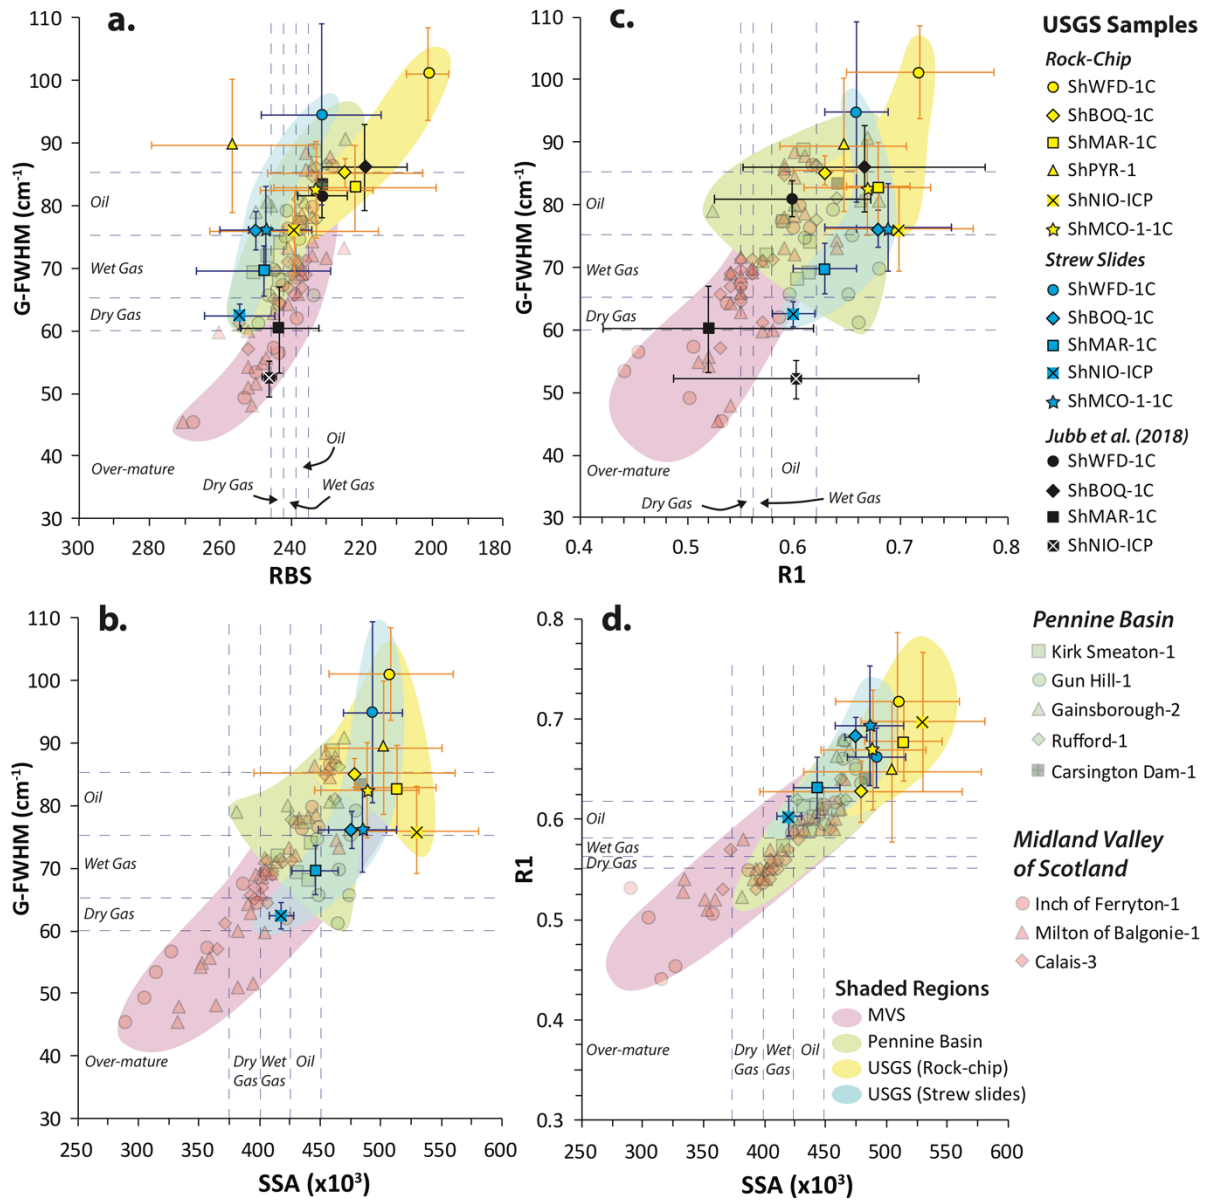 a.
110
100
90
80
70
60
50
40
30
G-FWHM (cm⁻¹)
Oil
Wet Gas
Dry Gas
Over-mature
Oil
Dry Gas
Wet Gas
300
280
260
240
220
200
180
RBS
c.
110
100
90
80
70
60
50
40
30
G-FWHM (cm⁻¹)
Oil
Wet Gas
Dry Gas
Over-mature
Oil
Dry Gas
Wet Gas
0.4
0.5
0.6
0.7
0.8
R1
USGS Samples
Rock-Chip
ShWFD-1C
ShBOQ-1C
ShMAR-1C
ShPYR-1
ShNIO-ICP
ShMCO-1-1C
Strew Slides
ShWFD-1C
ShBOQ-1C
ShMAR-1C
ShNIO-ICP
ShMCO-1-1C
Jubb et al. (2018)
ShWFD-1C
ShBOQ-1C
ShMAR-1C
ShNIO-ICP
b.
110
100
90
80
70
60
50
40
30
G-FWHM (cm⁻¹)
Oil
Wet Gas
Dry Gas
Over-mature
Dry Wet Oil
Gas Gas
250
300
350
400
450
500
550
600
SSA (x10³)
d.
0.8
0.7
0.6
0.5
0.4
0.3
R1
Oil
Wet Gas
Dry Gas
Over-mature
Dry Wet Oil
Gas Gas
250
300
350
400
450
500
550
600
SSA (x10³)
Shaded Regions
MVS
Pennine Basin
USGS (Rock-chip)
USGS (Strew slides)
Pennine Basin
Kirk Smeaton-1
Gun Hill-1
Gainsborough-2
Rufford-1
Carsington Dam-1
Midland Valley
of Scotland
Inch of Ferryton-1
Milton of Balgonie-1
Calais-3